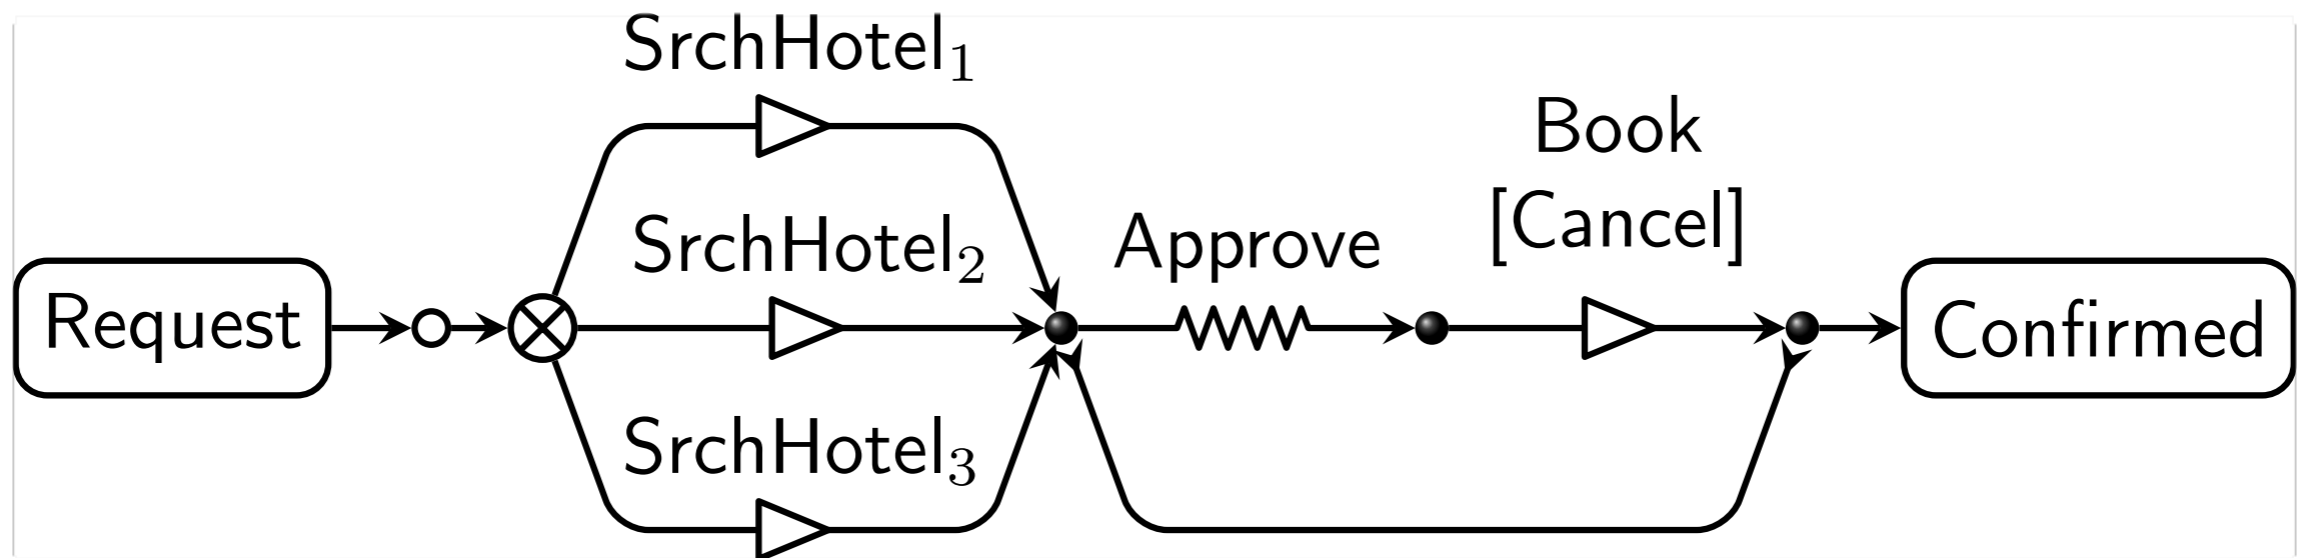 SrchHotel₁
Book
[Cancel]
SrchHotel₂
Approve
Request
Confirmed
SrchHotel₃